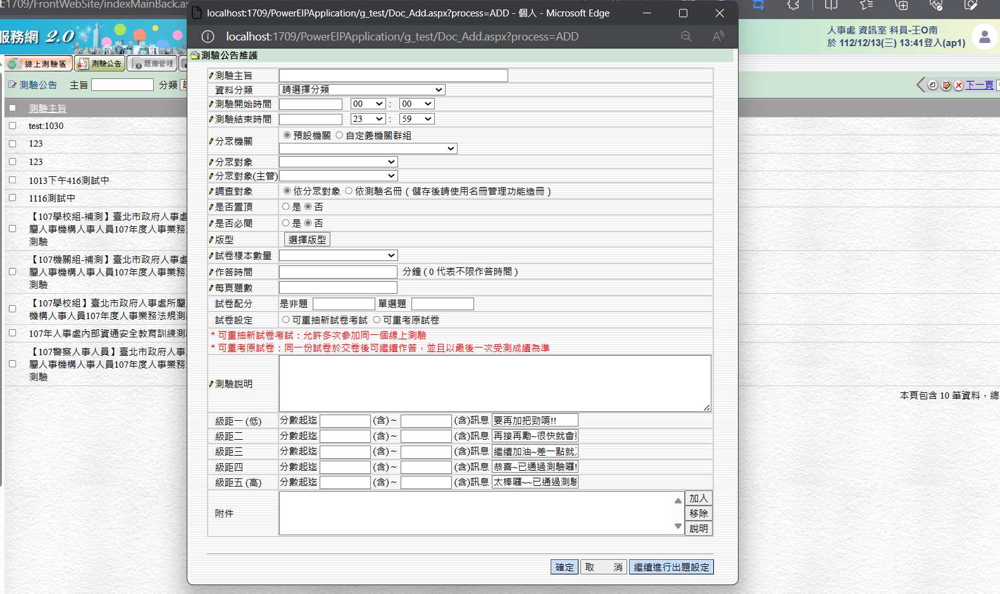 :1709/FrontWebSite/indexMainBack.as
服務網 2.0
線上測驗區
測驗公告
題庫管理
測驗公告 主旨 分類
測驗主旨
test:1030
123
123
1013下午416測試中
1116測試中
【107學校組-補測】臺北市政府人事處
屬人事機構人事人員107年度人事業務
測驗
【107機關組-補測】臺北市政府人事處
屬人事機構人事人員107年度人事業務
測驗
【107學校組】臺北市政府人事處所屬
機構人事人員107年度人事業務法規測
107年人事處內部資通安全教育訓練測
【107警察人事人員】臺北市政府人事
屬人事機構人事人員107年度人事業務
測驗
localhost:1709/PowerEIPApplication/g_test/Doc_Add.aspx?process=ADD - 個人 - Microsoft Edge
localhost:1709/PowerEIPApplication/g_test/Doc_Add.aspx?process=ADD
測驗公告維護
測驗主旨
資料分類 請選擇分類
測驗開始時間 00 : 00
測驗結束時間 23 : 59
分眾機關 預設機關 自定義機關群組
分眾對象
分眾對象(主管)
調查對象 依分眾對象 依測驗名冊 ( 儲存後請使用名冊管理功能造冊 )
是否置頂 是 否
是否必閱 是 否
版型 選擇版型
試卷樣本數量
作答時間 分鐘 ( 0 代表不限作答時間 )
每頁題數
試卷配分 是非題 單選題
試卷設定 可重抽新試卷考試 可重考原試卷
* 可重抽新試卷考試：允許多次參加同一個線上測驗
* 可重考原試卷：同一份試卷於交卷後可繼續作答，並且以最後一次受測成績為準
測驗說明
級距一 (低) 分數起迄 (含) ~ (含)訊息 要再加把勁唷!!
級距二 分數起迄 (含) ~ (含)訊息 再接再勵~很快就會
級距三 分數起迄 (含) ~ (含)訊息 繼續加油~差一點就
級距四 分數起迄 (含) ~ (含)訊息 恭喜~已通過測驗囉!
級距五 (高) 分數起迄 (含) ~ (含)訊息 太棒囉~~已通過測驗
附件 加入
移除
說明
確定 取 消 繼續進行出題設定
人事處 資訊室 科員-王O南
於 112/12/13(三) 13:41登入(ap1)
下一頁
本頁包含 10 筆資料，總